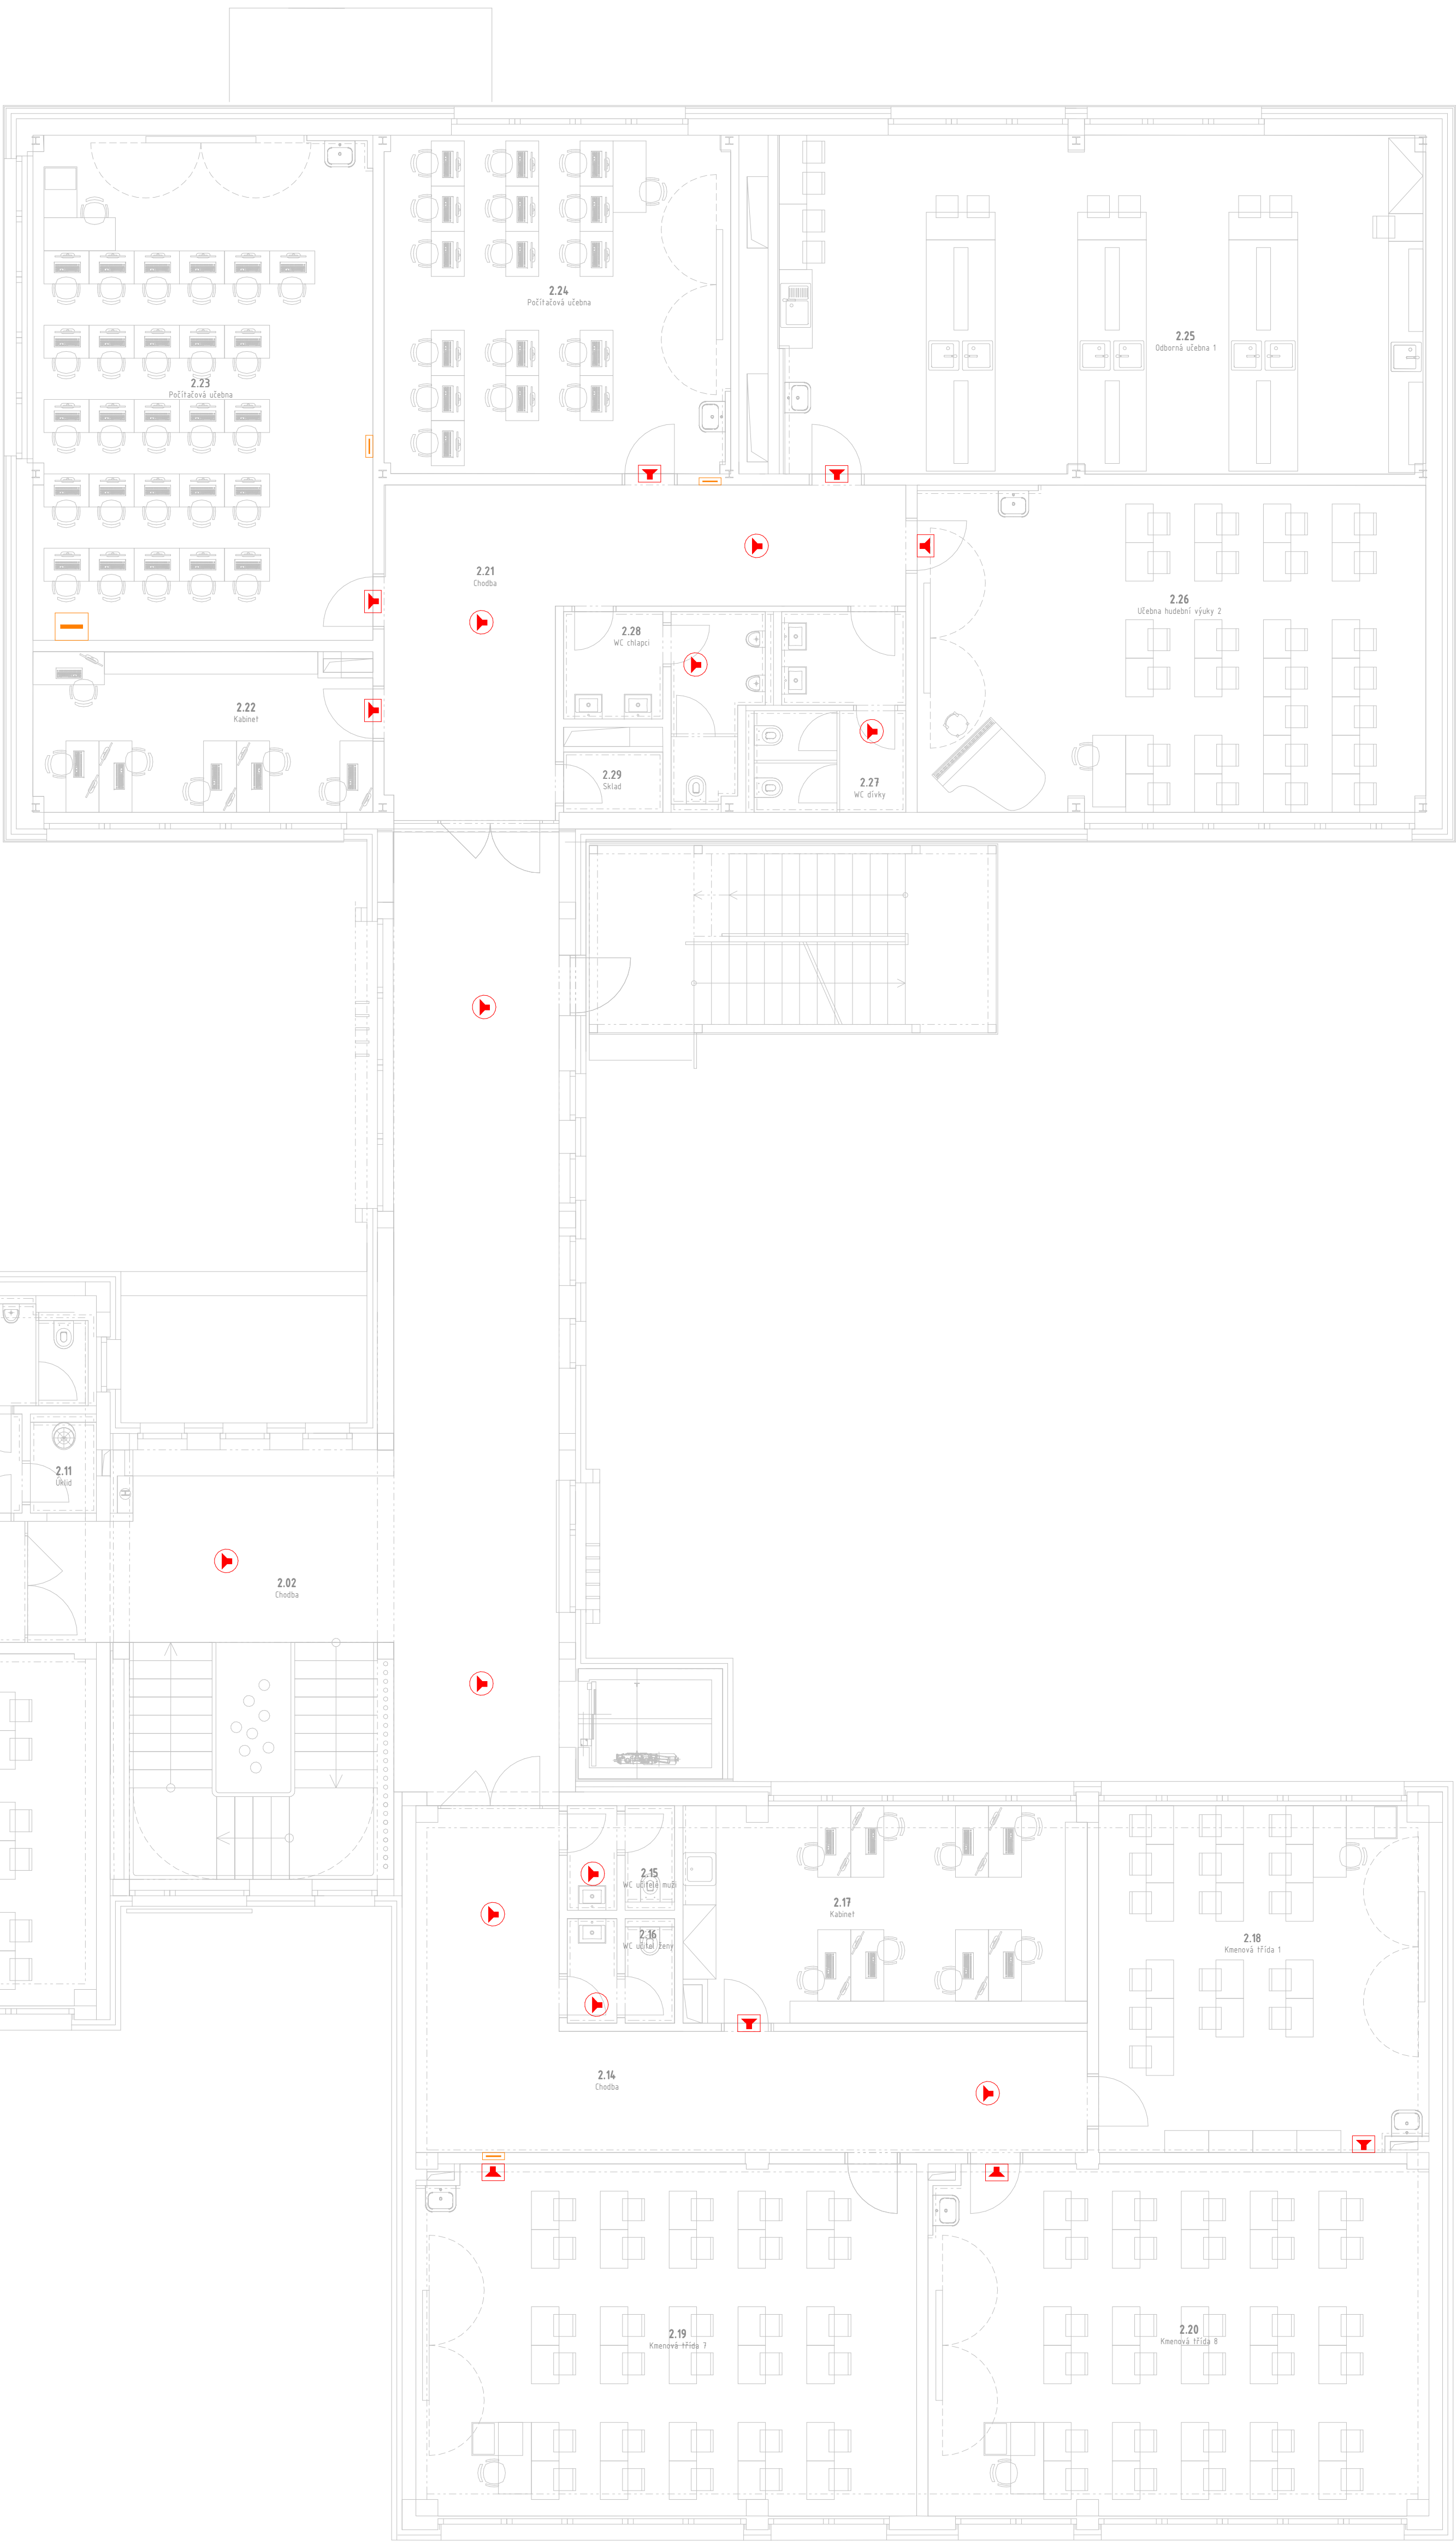 2.24
Počítačová učebna
2.25
Odborná učebna 1
2.23
Počítačová učebna
2.21
Chodba
2.26
Učebna hudební výuky 2
2.28
WC chlapci
2.22
Kabinet
2.29
Sklad
2.27
WC dívky
2.11
Úklid
2.02
Chodba
2.15
WC učitelé muži
2.17
Kabinet
2.16
WC učitel. ženy
2.18
Kmenová třída 1
2.14
Chodba
2.19
Kmenová třída 7
2.20
Kmenová třída 8